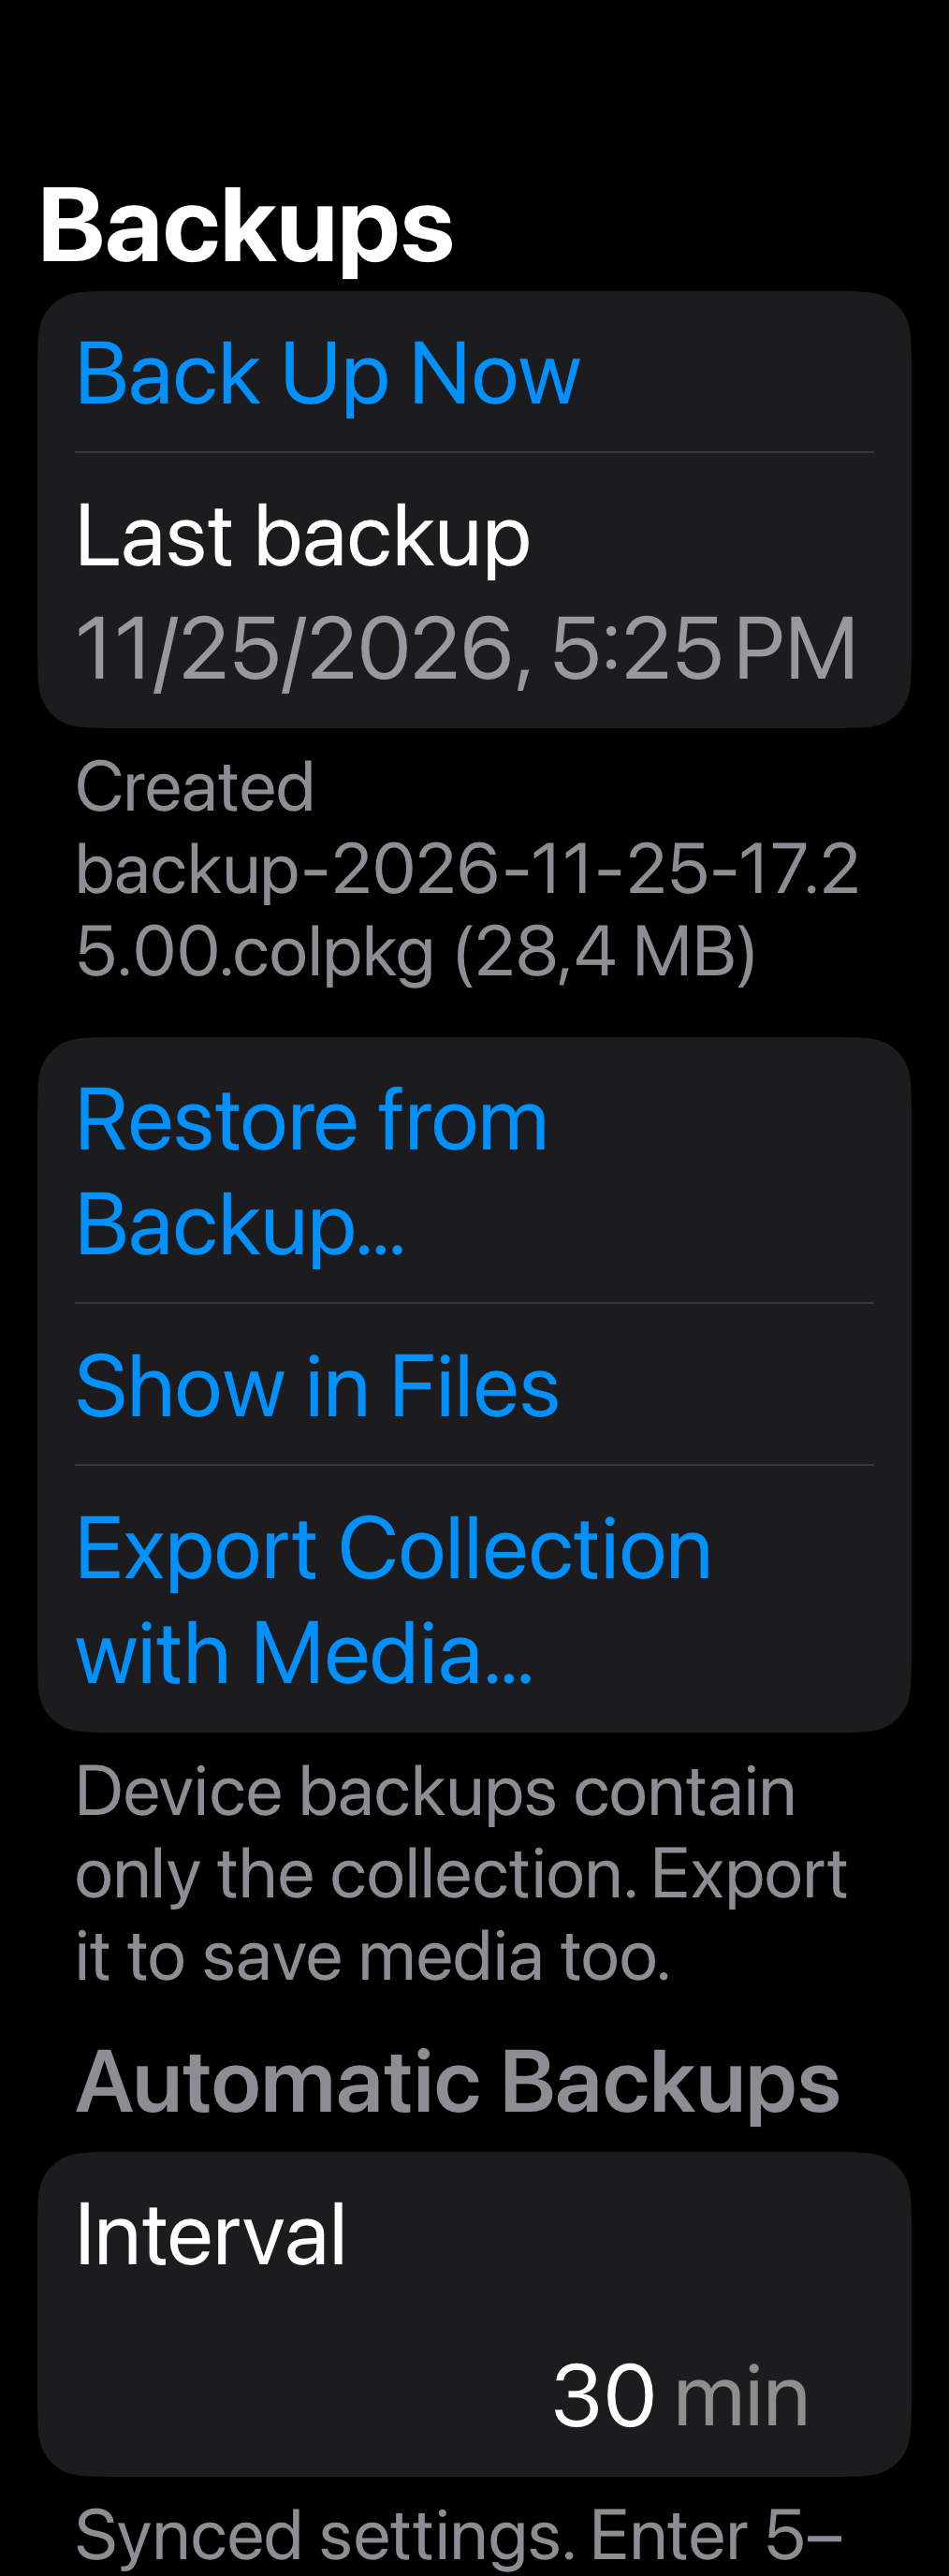 Backups
Back Up Now
Last backup
11/25/2026, 5:25 PM
Created
backup-2026-11-25-17.2
5.00.colpkg (28,4 MB)
Restore from
Backup...
Show in Files
Export Collection
with Media...
Device backups contain
only the collection. Export
it to save media too.
Automatic Backups
Interval
30 min
Synced settings. Enter 5–